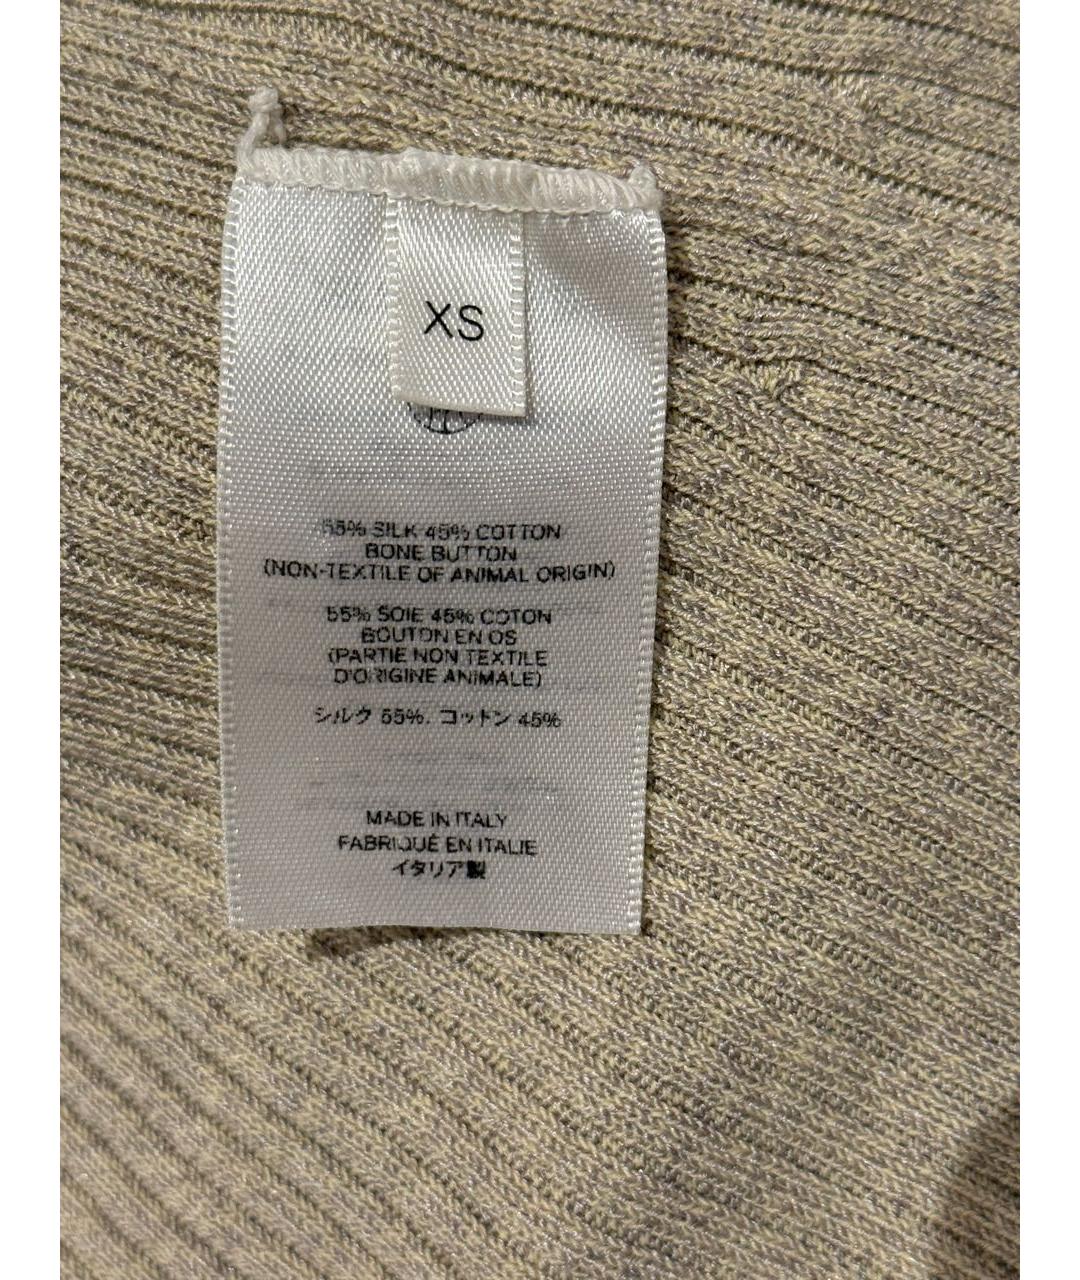 XS
55% SILK 45% COTTON
BONE BUTTON
(NON-TEXTILE OF ANIMAL ORIGIN)
55% SOIE 45% COTON
BOUTON EN OS
(PARTIE NON TEXTILE
D'ORIGINE ANIMALE)
シルク 55%. コットン 45%
MADE IN ITALY
FABRIQUÉ EN ITALIE
イタリア製